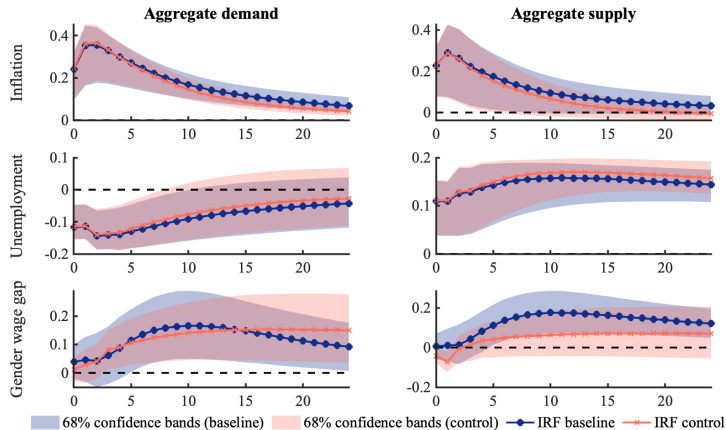 Aggregate demand
Aggregate supply
Inflation
0.4
0.2
0
0 5 10 15 20
0.4
0.2
0
0 5 10 15 20
Unemployment
0.1
0
-0.1
-0.2
0 5 10 15 20
0.2
0.1
0
0 5 10 15 20
Gender wage gap
0.2
0.1
0
0 5 10 15 20
0.2
0
-0.2
0 5 10 15 20
68% confidence bands (baseline) 68% confidence bands (control) IRF baseline IRF control